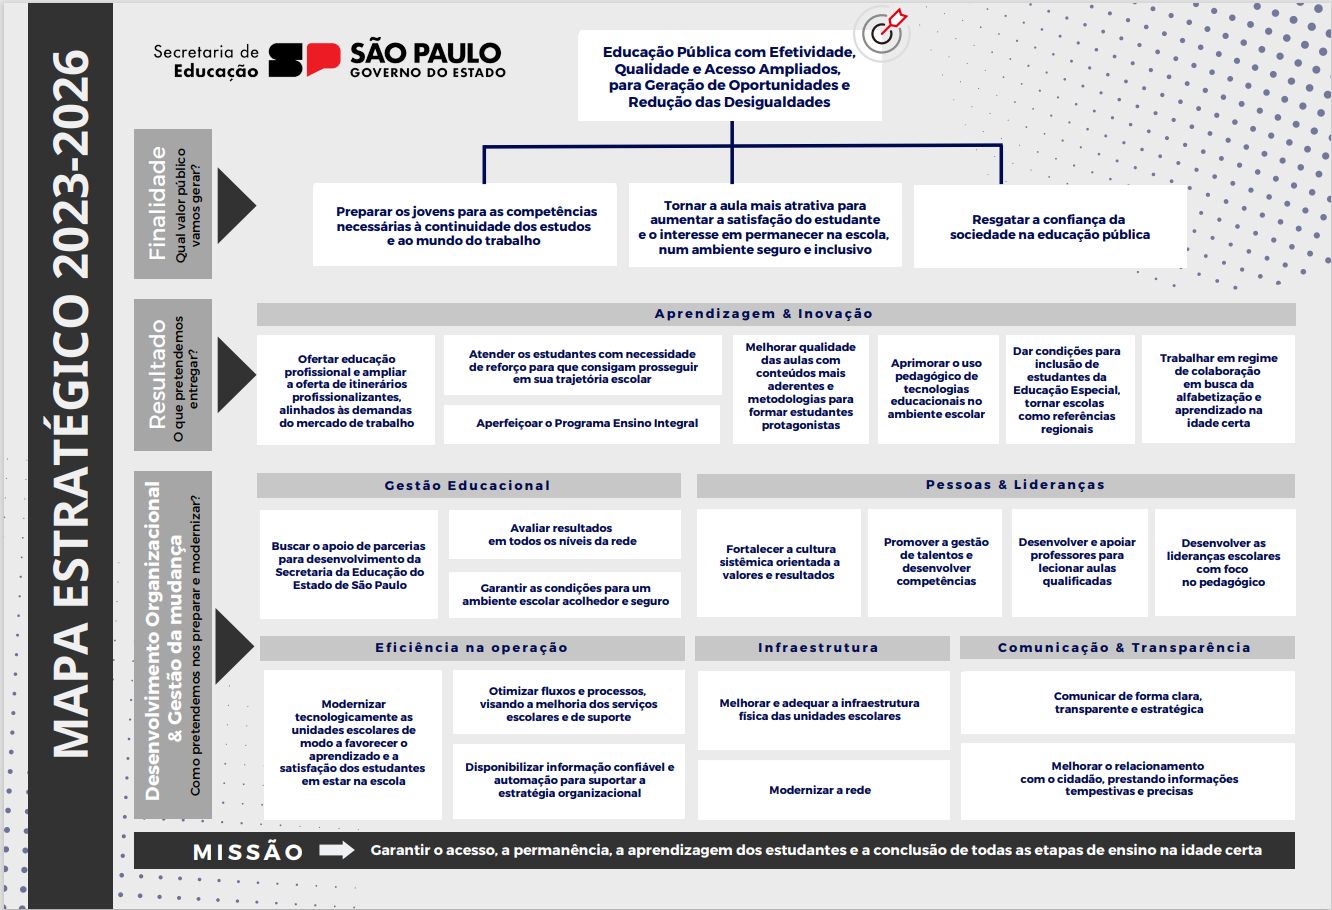 MAPA ESTRATÉGICO 2023-2026
Secretaria de
Educação
SÃO PAULO
GOVERNO DO ESTADO
Educação Pública com Efetividade,
Qualidade e Acesso Ampliados,
para Geração de Oportunidades e
Redução das Desigualdades
Finalidade
Qual valor público
vamos gerar?
Preparar os jovens para as competências
necessárias à continuidade dos estudos
e ao mundo do trabalho
Tornar a aula mais atrativa para
aumentar a satisfação do estudante
e o interesse em permanecer na escola,
num ambiente seguro e inclusivo
Resgatar a confiança da
sociedade na educação pública
Resultado
O que pretendemos
entregar?
Aprendizagem & Inovação
Ofertar educação
profissional e ampliar
a oferta de itinerários
profissionalizantes,
alinhados às demandas
do mercado de trabalho
Atender os estudantes com necessidade
de reforço para que consigam prosseguir
em sua trajetória escolar
Aperfeiçoar o Programa Ensino Integral
Melhorar qualidade
das aulas com
conteúdos mais
aderentes e
metodologias para
formar estudantes
protagonistas
Aprimorar o uso
pedagógico de
tecnologias
educacionais no
ambiente escolar
Dar condições para
inclusão de
estudantes da
Educação Especial,
tornar escolas
como referências
regionais
Trabalhar em regime
de colaboração
em busca da
alfabetização e
aprendizado na
idade certa
Desenvolvimento Organizacional
& Gestão da mudança
Como pretendemos nos preparar e modernizar?
Gestão Educacional
Buscar o apoio de parcerias
para desenvolvimento da
Secretaria da Educação do
Estado de São Paulo
Avaliar resultados
em todos os níveis da rede
Garantir as condições para um
ambiente escolar acolhedor e seguro
Pessoas & Lideranças
Fortalecer a cultura
sistêmica orientada a
valores e resultados
Promover a gestão
de talentos e
desenvolver
competências
Desenvolver e apoiar
professores para
lecionar aulas
qualificadas
Desenvolver as
lideranças escolares
com foco
no pedagógico
Eficiência na operação
Modernizar
tecnologicamente as
unidades escolares de
modo a favorecer o
aprendizado e a
satisfação dos estudantes
em estar na escola
Otimizar fluxos e processos,
visando a melhoria dos serviços
escolares e de suporte
Disponibilizar informação confiável e
automação para suportar a
estratégia organizacional
Infraestrutura
Melhorar e adequar a infraestrutura
física das unidades escolares
Modernizar a rede
Comunicação & Transparência
Comunicar de forma clara,
transparente e estratégica
Melhorar o relacionamento
com o cidadão, prestando informações
tempestivas e precisas
MISSÃO
Garantir o acesso, a permanência, a aprendizagem dos estudantes e a conclusão de todas as etapas de ensino na idade certa